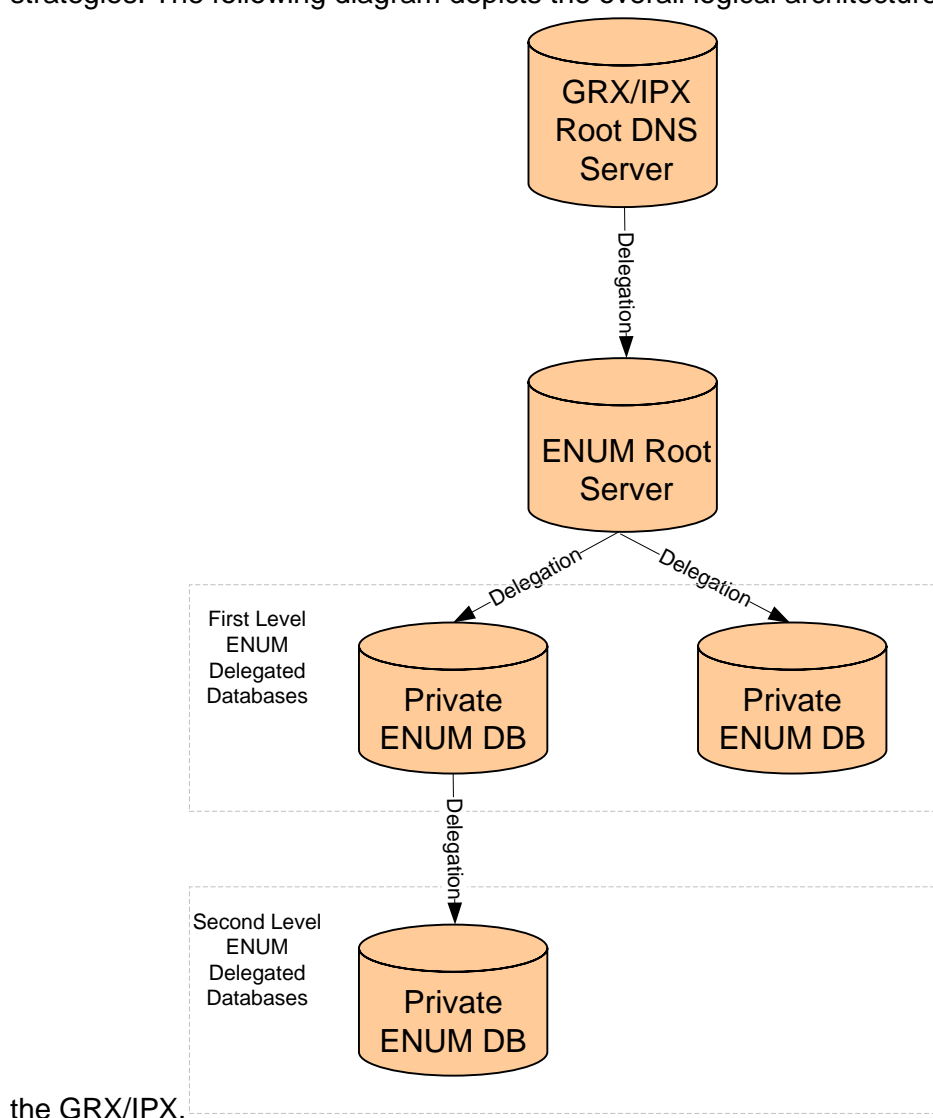 strategies. The following diagram depicts the overall logical architecture
GRX/IPX
Root DNS
Server
Delegation
ENUM Root
Server
Delegation
Delegation
First Level
ENUM
Delegated
Databases
Private
ENUM DB
Private
ENUM DB
Delegation
Second Level
ENUM
Delegated
Databases
Private
ENUM DB
the GRX/IPX.